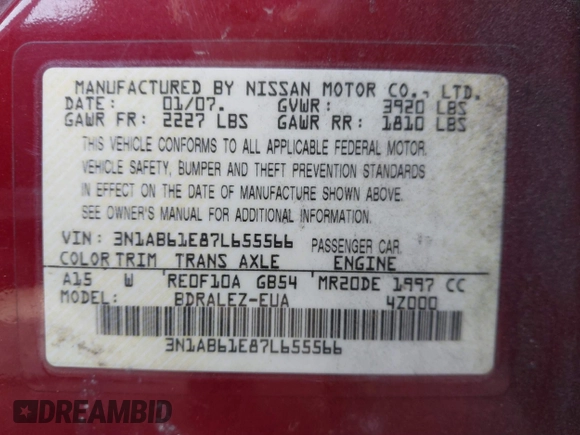 MANUFACTURED BY NISSAN MOTOR CO., LTD.
DATE: 01/07. GVWR: 3920 LBS
GAWR FR: 2227 LBS GAWR RR: 1810 LBS
THIS VEHICLE CONFORMS TO ALL APPLICABLE FEDERAL MOTOR
VEHICLE SAFETY, BUMPER AND THEFT PREVENTION STANDARDS
IN EFFECT ON THE DATE OF MANUFACTURE SHOWN ABOVE.
SEE OWNER'S MANUAL FOR ADDITIONAL INFORMATION.
VIN: 3N1AB61E87L655566 PASSENGER CAR
COLOR TRIM TRANS AXLE ENGINE
A15 W RE0F10A GB54 MR20DE 1997 CC
MODEL: BDRALEZ-EUA 4Z000
3N1AB61E87L655566
DREAMBID